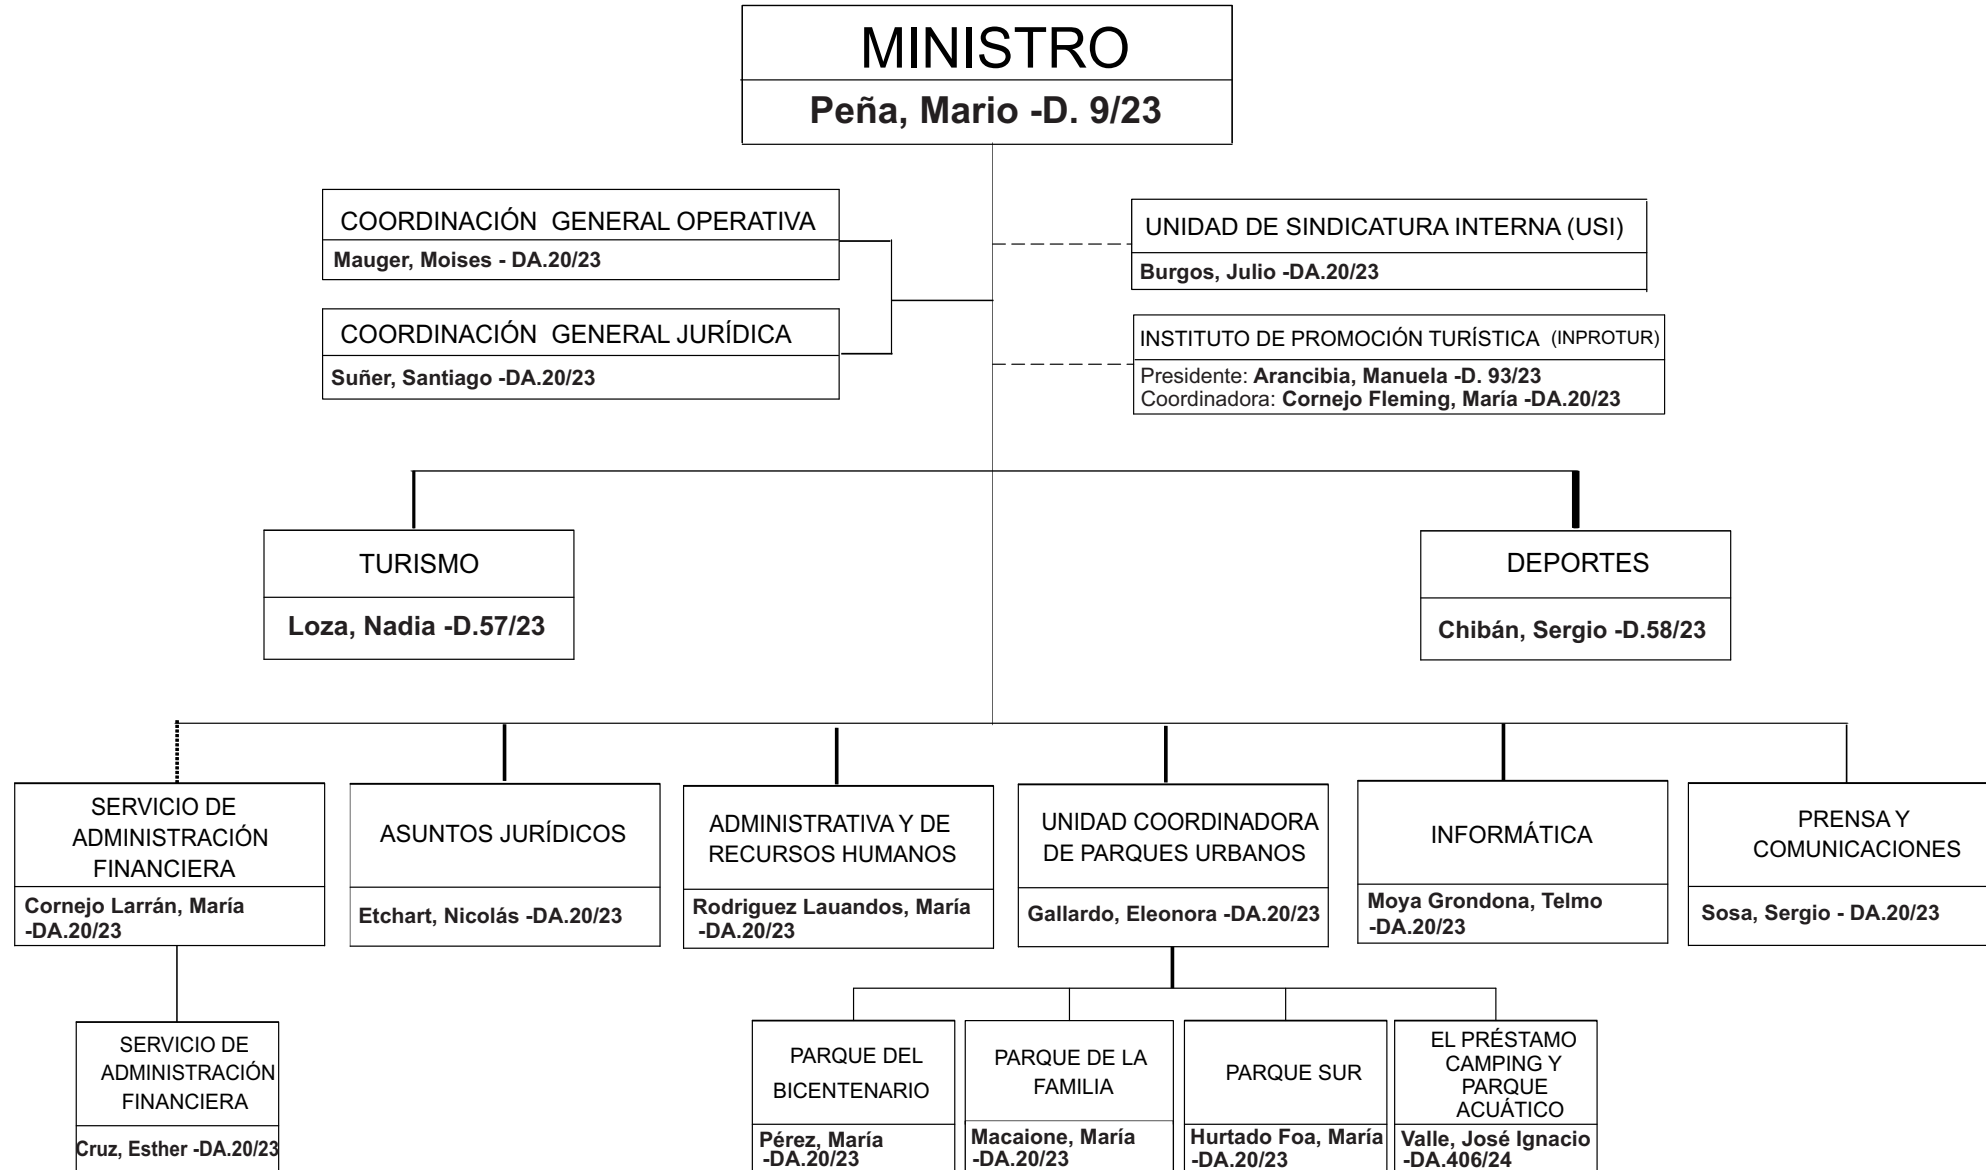 MINISTRO
Peña, Mario -D. 9/23
COORDINACIÓN GENERAL OPERATIVA
Mauger, Moises - DA.20/23
COORDINACIÓN GENERAL JURÍDICA
Suñer, Santiago -DA.20/23
UNIDAD DE SINDICATURA INTERNA (USI)
Burgos, Julio -DA.20/23
INSTITUTO DE PROMOCIÓN TURÍSTICA (INPROTUR)
Presidente: Arancibia, Manuela -D. 93/23
Coordinadora: Cornejo Fleming, María -DA.20/23
TURISMO
Loza, Nadia -D.57/23
DEPORTES
Chibán, Sergio -D.58/23
SERVICIO DE
ADMINISTRACIÓN
FINANCIERA
Cornejo Larrán, María
-DA.20/23
ASUNTOS JURÍDICOS
Etchart, Nicolás -DA.20/23
ADMINISTRATIVA Y DE
RECURSOS HUMANOS
Rodriguez Lauandos, María
-DA.20/23
UNIDAD COORDINADORA
DE PARQUES URBANOS
Gallardo, Eleonora -DA.20/23
INFORMÁTICA
Moya Grondona, Telmo
-DA.20/23
PRENSA Y
COMUNICACIONES
Sosa, Sergio - DA.20/23
SERVICIO DE
ADMINISTRACIÓN
FINANCIERA
Cruz, Esther -DA.20/23
PARQUE DEL
BICENTENARIO
Pérez, María
-DA.20/23
PARQUE DE LA
FAMILIA
Macaione, María
-DA.20/23
PARQUE SUR
Hurtado Foa, María
-DA.20/23
EL PRÉSTAMO
CAMPING Y
PARQUE
ACUÁTICO
Valle, José Ignacio
-DA.406/24